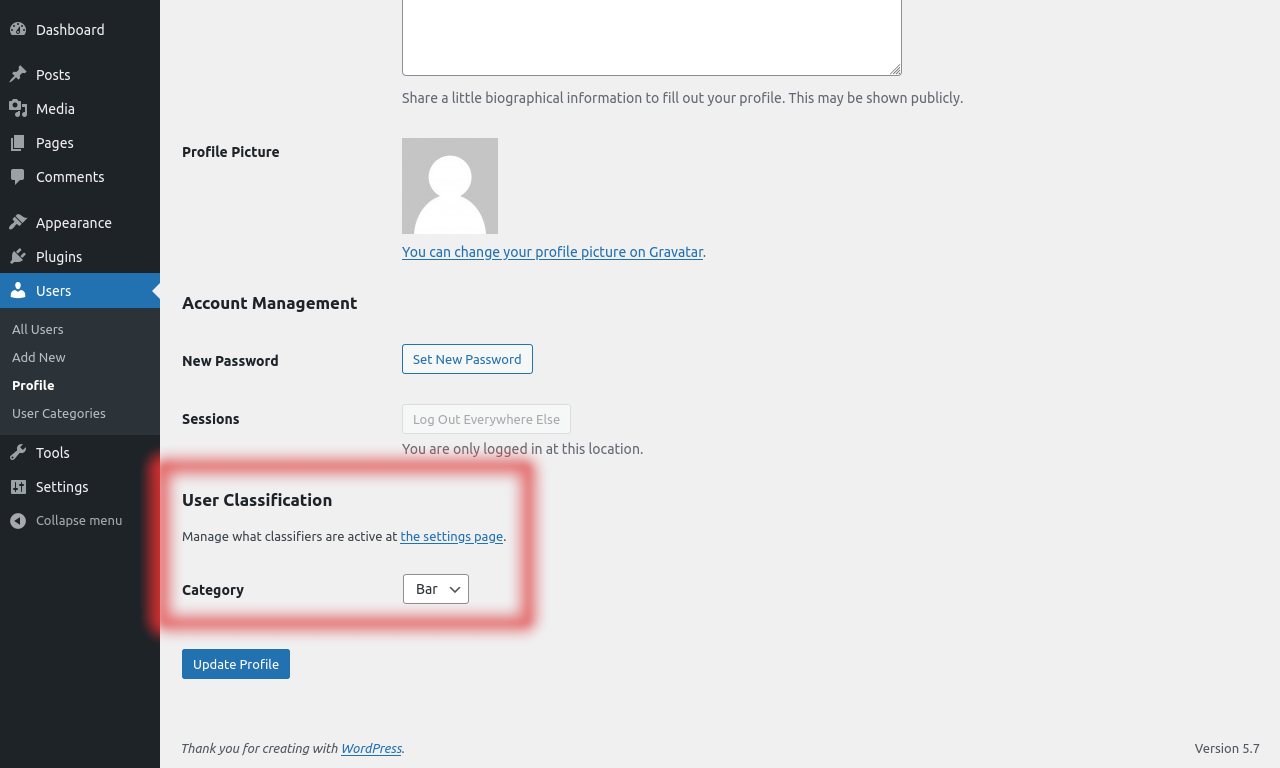 Dashboard
Posts
Media
Pages
Comments
Appearance
Plugins
Users
All Users
Add New
Profile
User Categories
Tools
Settings
Collapse menu
Share a little biographical information to fill out your profile. This may be shown publicly.
Profile Picture
You can change your profile picture on Gravatar.
Account Management
New Password
Set New Password
Sessions
Log Out Everywhere Else
You are only logged in at this location.
User Classification
Manage what classifiers are active at the settings page.
Category
Bar
Update Profile
Thank you for creating with WordPress.
Version 5.7